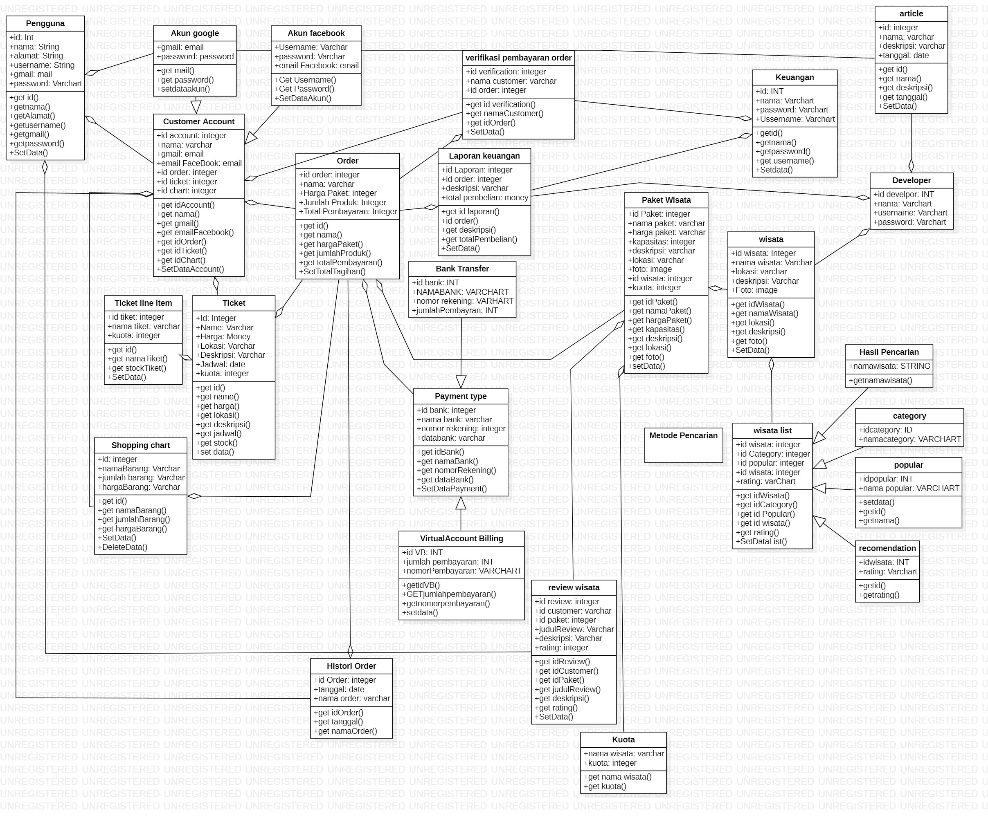 Pengguna
+id: Int
+nama: String
+alamat: String
+username: String
+gmail: mail
+password: Varchart
+get id()
+getnama()
+getAlamat()
+getusername()
+getgmail()
+getpassword()
+SetData()
Akun google
+gmail: email
+password: password
+get mail()
+get password()
+setdataakun()
Akun facebook
+Username: Varchar
+password: Varchar
+email Facebook: email
+Get Username()
+Get Password()
+SetDataAkun()
verifikasi pembayaran order
+id verification: integer
+nama customer: varchar
+id order: integer
+get id verification()
+get namaCustomer()
+get idOrder()
+SetData()
Keuangan
+id: INT
+nama: Varchart
+password: Varchart
+Ussername: Varchart
+getid()
+getnama()
+getpassword()
+get username()
+Setdata()
article
+id: integer
+nama: varchar
+deskripsi: varchar
+tanggal: date
+get id()
+get nama()
+get deskripsi()
+get tanggal()
+SetData()
Customer Account
+id account: integer
+nama: varchar
+gmail: email
+email FaceBook: email
+id order: integer
+id ticket: integer
+id chart: integer
+get idAccount()
+get nama()
+get gmail()
+get emailFacebook()
+get idOrder()
+get idTicket()
+get idChart()
+SetDataAccount()
Order
+id order: integer
+nama: varchar
+Harga Paket: integer
+Jumlah Produk: Integer
+Total Pembayaran: Integer
+get id()
+get nama()
+get hargaPaket()
+get jumlahProduk()
+get totalPembayaran()
+SetTotalTagihan()
Laporan keuangan
+id Laporan: integer
+id order: integer
+deskripsi: varchar
+total pembelian: money
+get id laporan()
+id order()
+get deskripsi()
+get totalPembelian()
+SetData()
Developer
+id develpor: INT
+nama: Varchart
+username: Varchart
+password: Varchart
Paket Wisata
+id Paket: integer
+nama paket: varchar
+harga paket: varchar
+kapasitas: integer
+deskripsi: varchar
+lokasi: varchar
+foto: image
+id wisata: integer
+kuota: integer
+get idPaket()
+get namaPaket()
+get hargaPaket()
+get kapasitas()
+get deskripsi()
+get lokasi()
+get foto()
+setData()
wisata
+id wisata: integer
+nama wisata: Varchar
+lokasi: varchar
+deskripsi: Varchar
+Foto: image
+get idWisata()
+get namaWisata()
+get lokasi()
+get deskripsi()
+get foto()
+SetData()
Bank Transfer
+id bank: INT
+NAMABANK: VARCHART
+nomor rekening: VARHART
+jumlahPembayran: INT
Ticket line item
+id tiket: integer
+nama tiket: varchar
+kuota: integer
+get id()
+get namaTiket()
+get stockTiket()
+SetData()
Ticket
+Id: Integer
+Name: Varchar
+Harga: Money
+Lokasi: Varchar
+Deskripsi: Varchar
+Jadwal: date
+kuota: integer
+get id()
+get name()
+get harga()
+get lokasi()
+get deskripsi()
+get jadwal()
+get stock()
+set data()
Hasil Pencarian
+namawisata: STRING
+getnamawisata()
Payment type
+id bank: integer
+nama bank: varchar
+nomor rekening: integer
+databank: varchar
+get idBank()
+get namaBank()
+get nomorRekening()
+get dataBank()
+SetDataPayment()
Metode Pencarian
wisata list
+id wisata: integer
+id Category: integer
+id popular: integer
+id wisata: integer
+rating: varChart
+get idWisata()
+get idCategory()
+get id Popular()
+get id wisata()
+get rating()
+SetDataList()
category
+idcategory: ID
+namacategory: VARCHART
popular
+idpopular: INT
+nama popular: VARCHART
+setdata()
+getid()
+getnama()
Shopping chart
+id: integer
+namaBarang: Varchar
+jumlah barang: Varchar
+hargaBarang: Varchar
+get id()
+get namaBarang()
+get jumlahBarang()
+get hargaBarang()
+SetData()
+DeleteData()
VirtualAccount Billing
+id VB: INT
+jumlah pembayaran: INT
+nomorPembayaran: VARCHART
+getidVB()
+GETjumlahpembayaran()
+getnomorpembayaran()
+setdata()
recomendation
+idwisata: INT
+rating: Varchart
+getid()
+getrating()
review wisata
+id review: integer
+id customer: varchar
+id paket: integer
+judulReview: Varchar
+deskripsi: Varchar
+rating: integer
+get idReview()
+get idCustomer()
+get idPaket()
+get judulReview()
+get deskripsi()
+get rating()
+SetData()
Histori Order
+id Order: integer
+tanggal: date
+nama order: varchar
+get idOrder()
+get tanggal()
+get namaOrder()
Kuota
+nama wisata: varchar
+kuota: integer
+get nama wisata()
+get kuota()